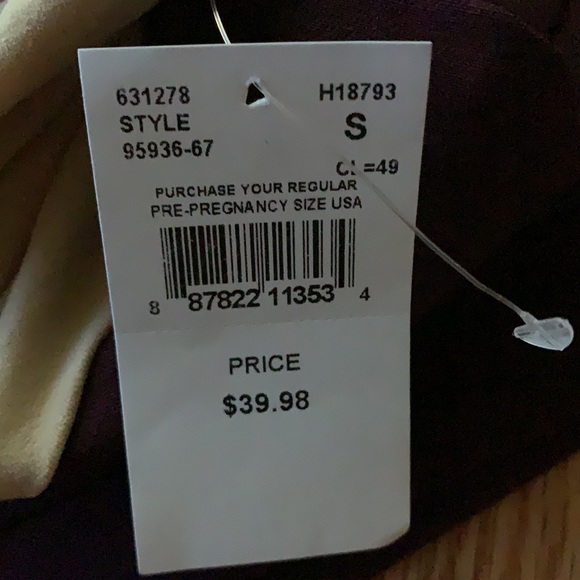 631278 H18793
STYLE S
95936-67
CL=49
PURCHASE YOUR REGULAR
PRE-PREGNANCY SIZE USA
8 87822 11353 4
PRICE
$39.98